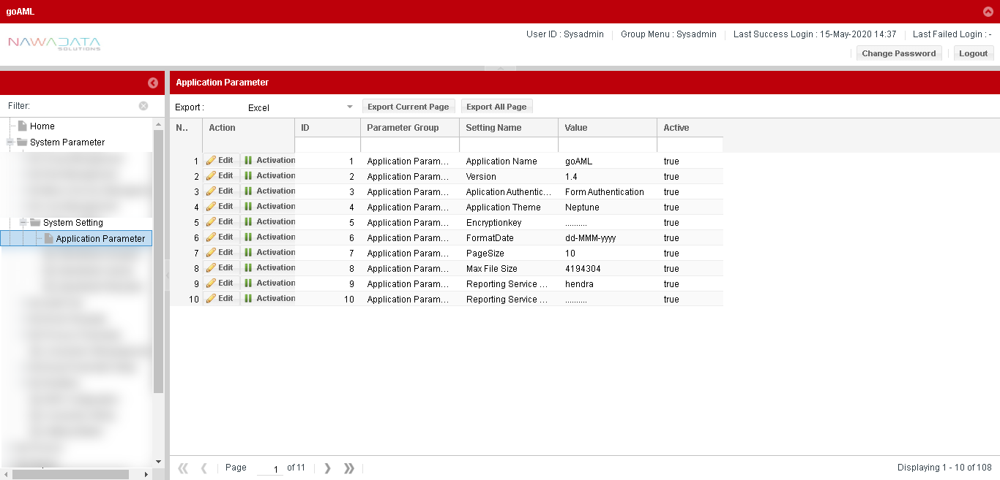 goAML
NAWADATA
SOLUTIONS
User ID : Sysadmin Group Menu : Sysadmin Last Success Login : 15-May-2020 14:37 Last Failed Login : -
Change Password Logout
Application Parameter
Filter:
Export : Excel Export Current Page Export All Page
Home
System Parameter
System Setting
Application Parameter
N.. Action ID Parameter Group Setting Name Value Active
1 Edit Activation 1 Application Param... Application Name goAML true
2 Edit Activation 2 Application Param... Version 1.4 true
3 Edit Activation 3 Application Param... Aplication Authentic... Form Authentication true
4 Edit Activation 4 Application Param... Application Theme Neptune true
5 Edit Activation 5 Application Param... Encryptionkey .......... true
6 Edit Activation 6 Application Param... FormatDate dd-MMM-yyyy true
7 Edit Activation 7 Application Param... PageSize 10 true
8 Edit Activation 8 Application Param... Max File Size 4194304 true
9 Edit Activation 9 Application Param... Reporting Service ... hendra true
10 Edit Activation 10 Application Param... Reporting Service ... .......... true
Page 1 of 11
Displaying 1 - 10 of 108